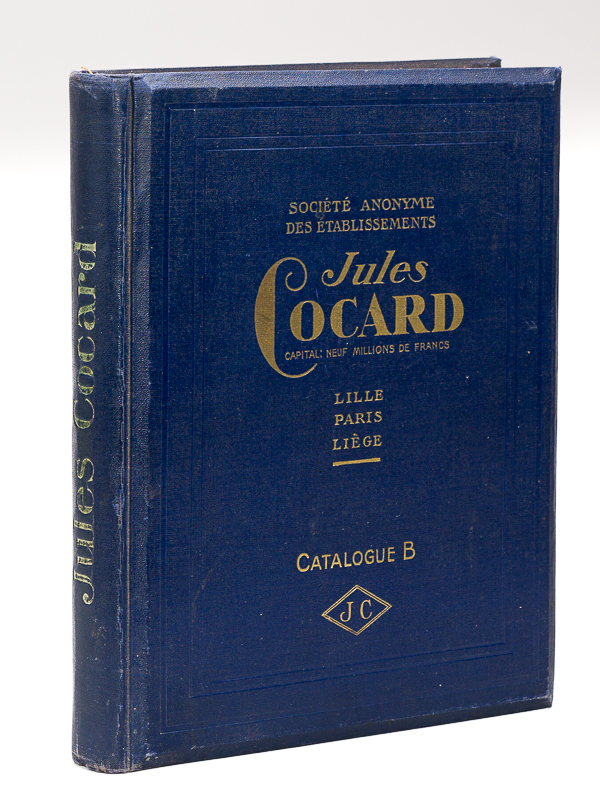 SOCIÉTÉ ANONYME
DES ÉTABLISSEMENTS
Jules
COCARD
CAPITAL: NEUF MILLIONS DE FRANCS
LILLE
PARIS
LIÈGE
CATALOGUE B
JC
Jules Cocard